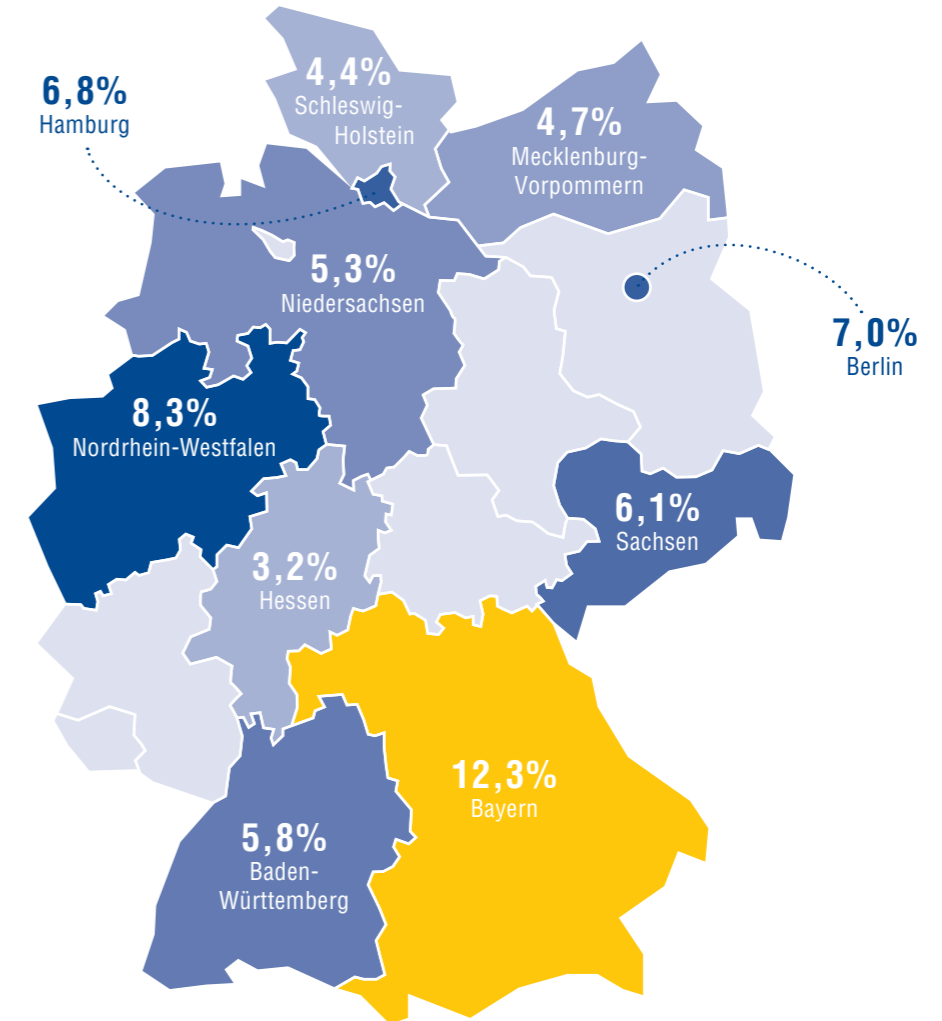 4,4%
Schleswig-
Holstein
6,8%
Hamburg
4,7%
Mecklenburg-
Vorpommern
5,3%
Niedersachsen
7,0%
Berlin
8,3%
Nordrhein-Westfalen
6,1%
Sachsen
3,2%
Hessen
12,3%
Bayern
5,8%
Baden-
Württemberg